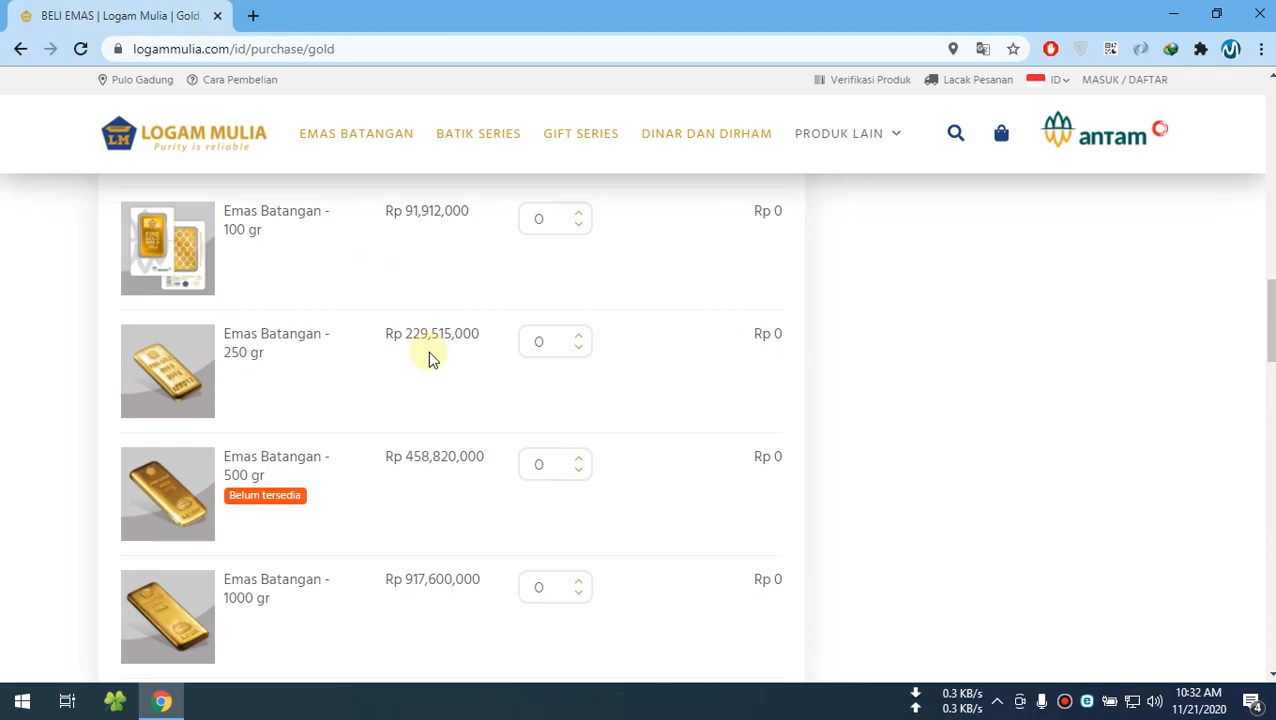 BELI EMAS | Logam Mulia | Gold,
logammulia.com/id/purchase/gold
Pulo Gadung
Cara Pembelian
Verifikasi Produk
Lacak Pesanan
ID
MASUK / DAFTAR
LM
LOGAM MULIA
Purity is reliable
EMAS BATANGAN
BATIK SERIES
GIFT SERIES
DINAR DAN DIRHAM
PRODUK LAIN
antam
Emas Batangan -
100 gr
Rp 91,912,000
0
Rp 0
Emas Batangan -
250 gr
Rp 229,515,000
0
Rp 0
Emas Batangan -
500 gr
Belum tersedia
Rp 458,820,000
0
Rp 0
Emas Batangan -
1000 gr
Rp 917,600,000
0
Rp 0
0.3 KB/s
0.3 KB/s
10:32 AM
11/21/2020
4